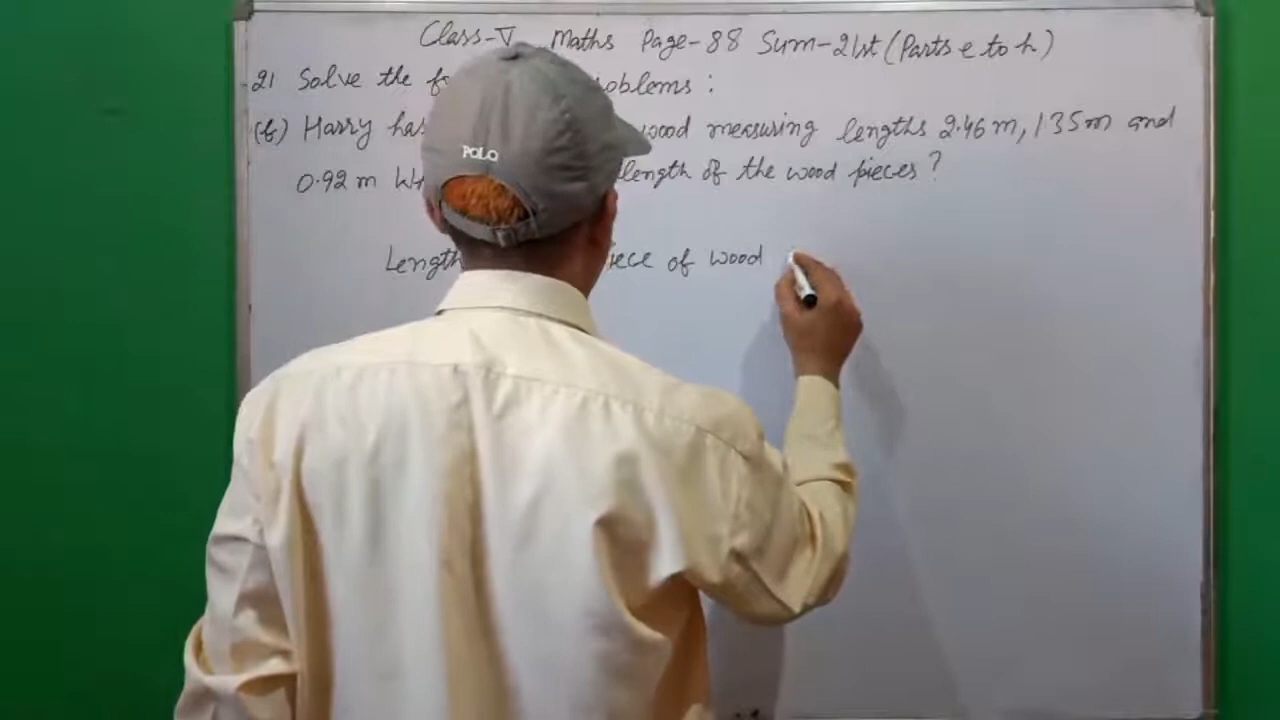 Class-V Maths Page-88 Sum-21st (Parts e to h)
21 Solve the oblems :
(f) Harry has wood measuring lengths 2.46 m, 1.35 m and
0.92 m length of the wood pieces ?
Length iece of wood
POLO